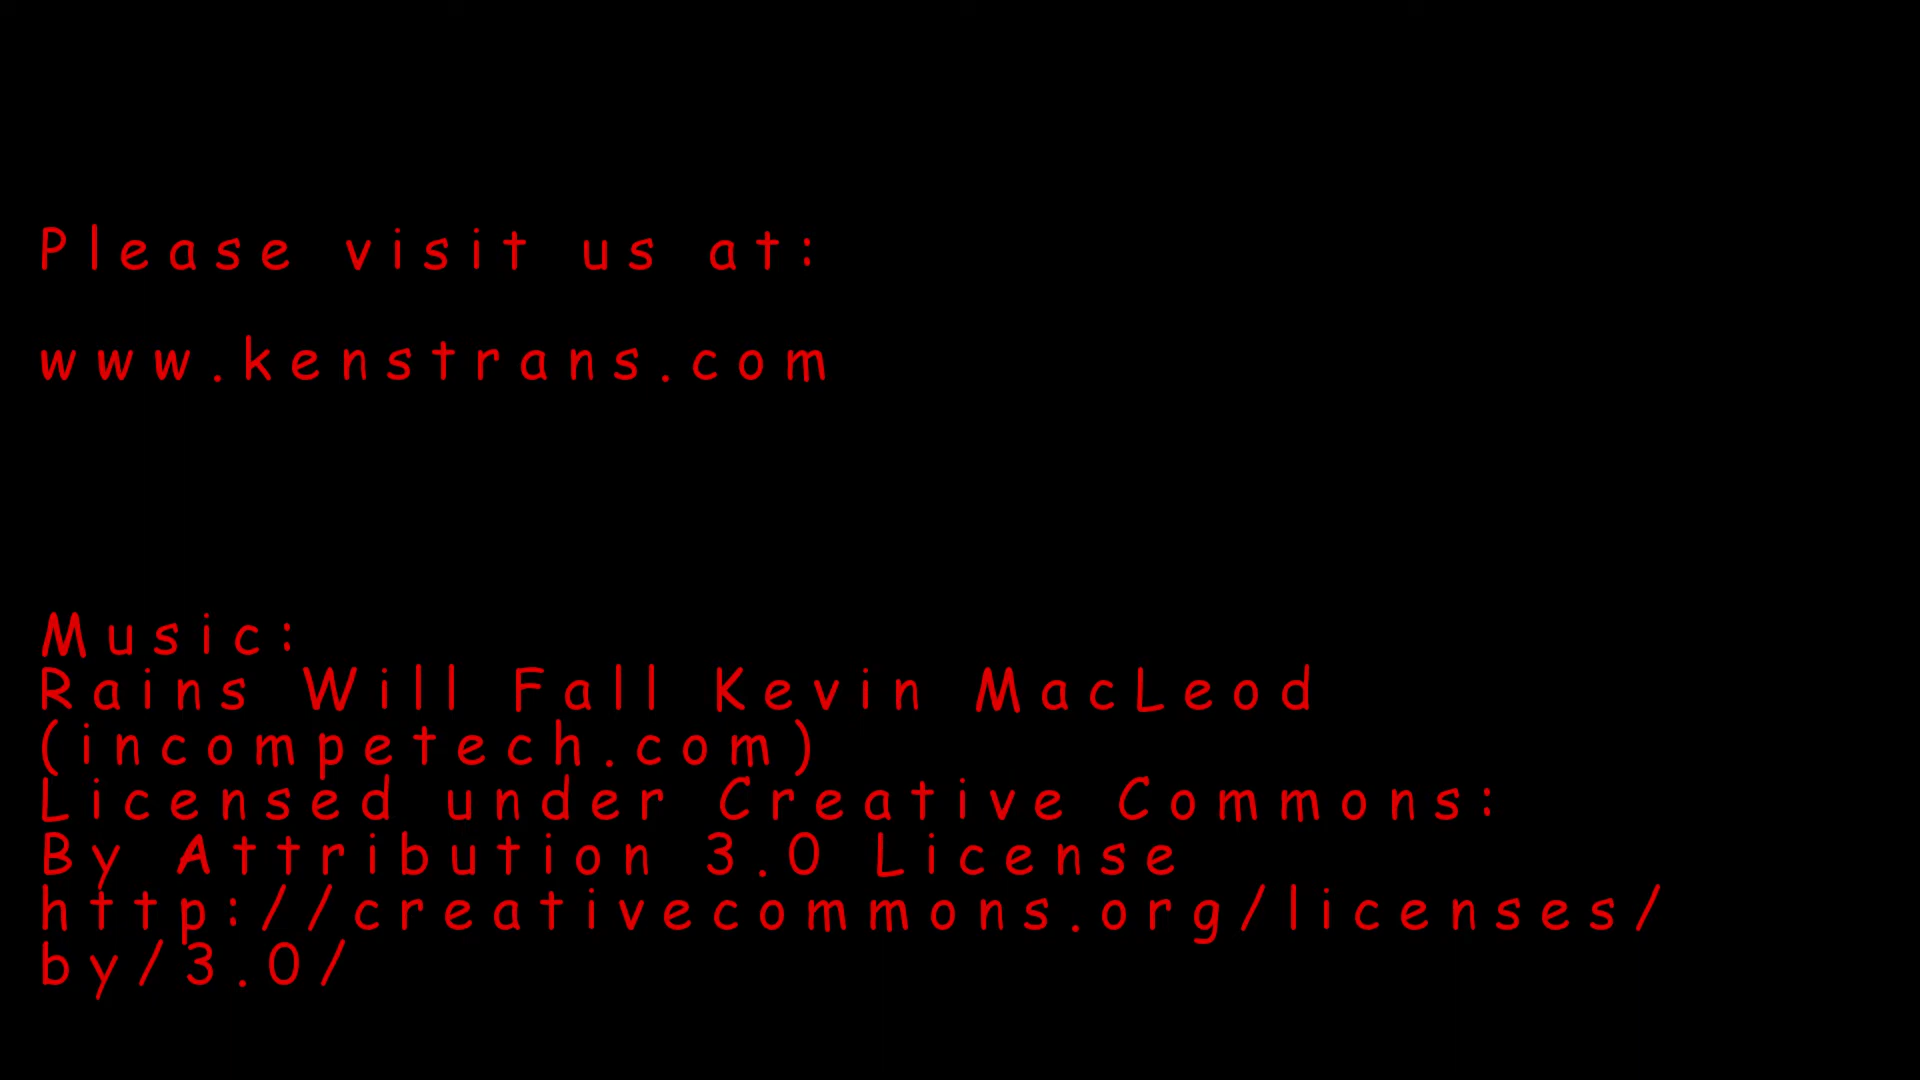 Please visit us at:
www.kenstrans.com
Music:
Rains Will Fall Kevin MacLeod
(incompetech.com)
Licensed under Creative Commons:
By Attribution 3.0 License
http://creativecommons.org/licenses/
by/3.0/